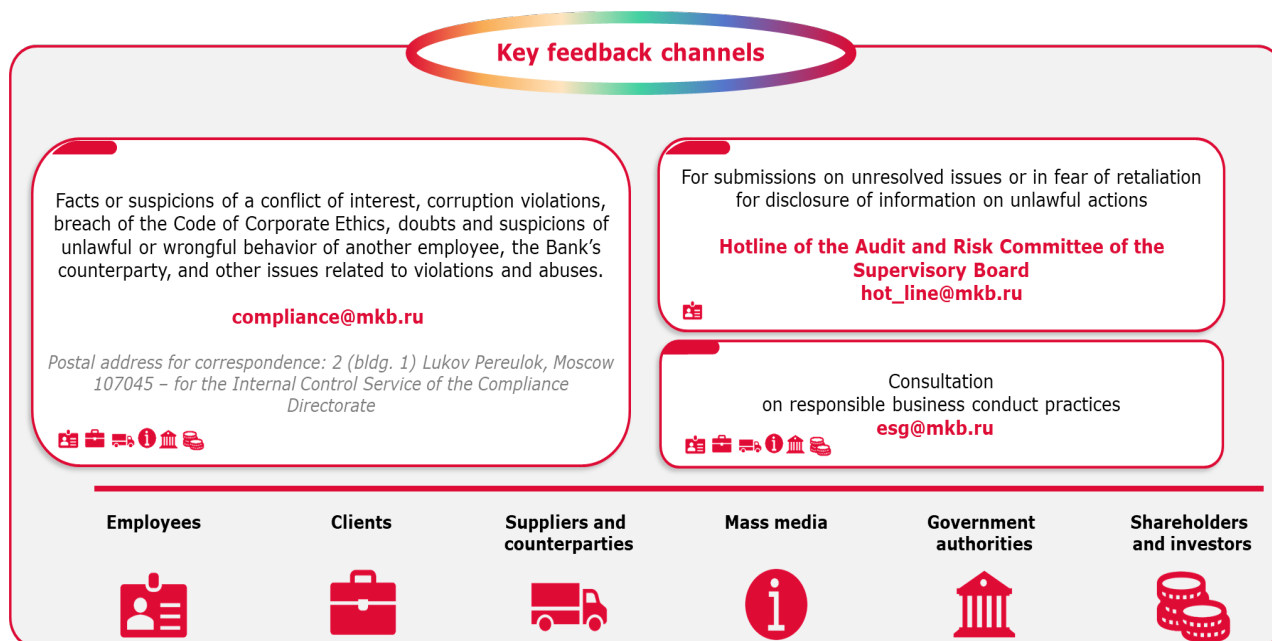 Key feedback channels
Facts or suspicions of a conflict of interest, corruption violations,
breach of the Code of Corporate Ethics, doubts and suspicions of
unlawful or wrongful behavior of another employee, the Bank's
counterparty, and other issues related to violations and abuses.
compliance@mkb.ru
Postal address for correspondence: 2 (bldg. 1) Lukov Pereulok, Moscow
107045 – for the Internal Control Service of the Compliance
Directorate
For submissions on unresolved issues or in fear of retaliation
for disclosure of information on unlawful actions
Hotline of the Audit and Risk Committee of the
Supervisory Board
hot_line@mkb.ru
Consultation
on responsible business conduct practices
esg@mkb.ru
Employees
Clients
Suppliers and
counterparties
Mass media
Government
authorities
Shareholders
and investors